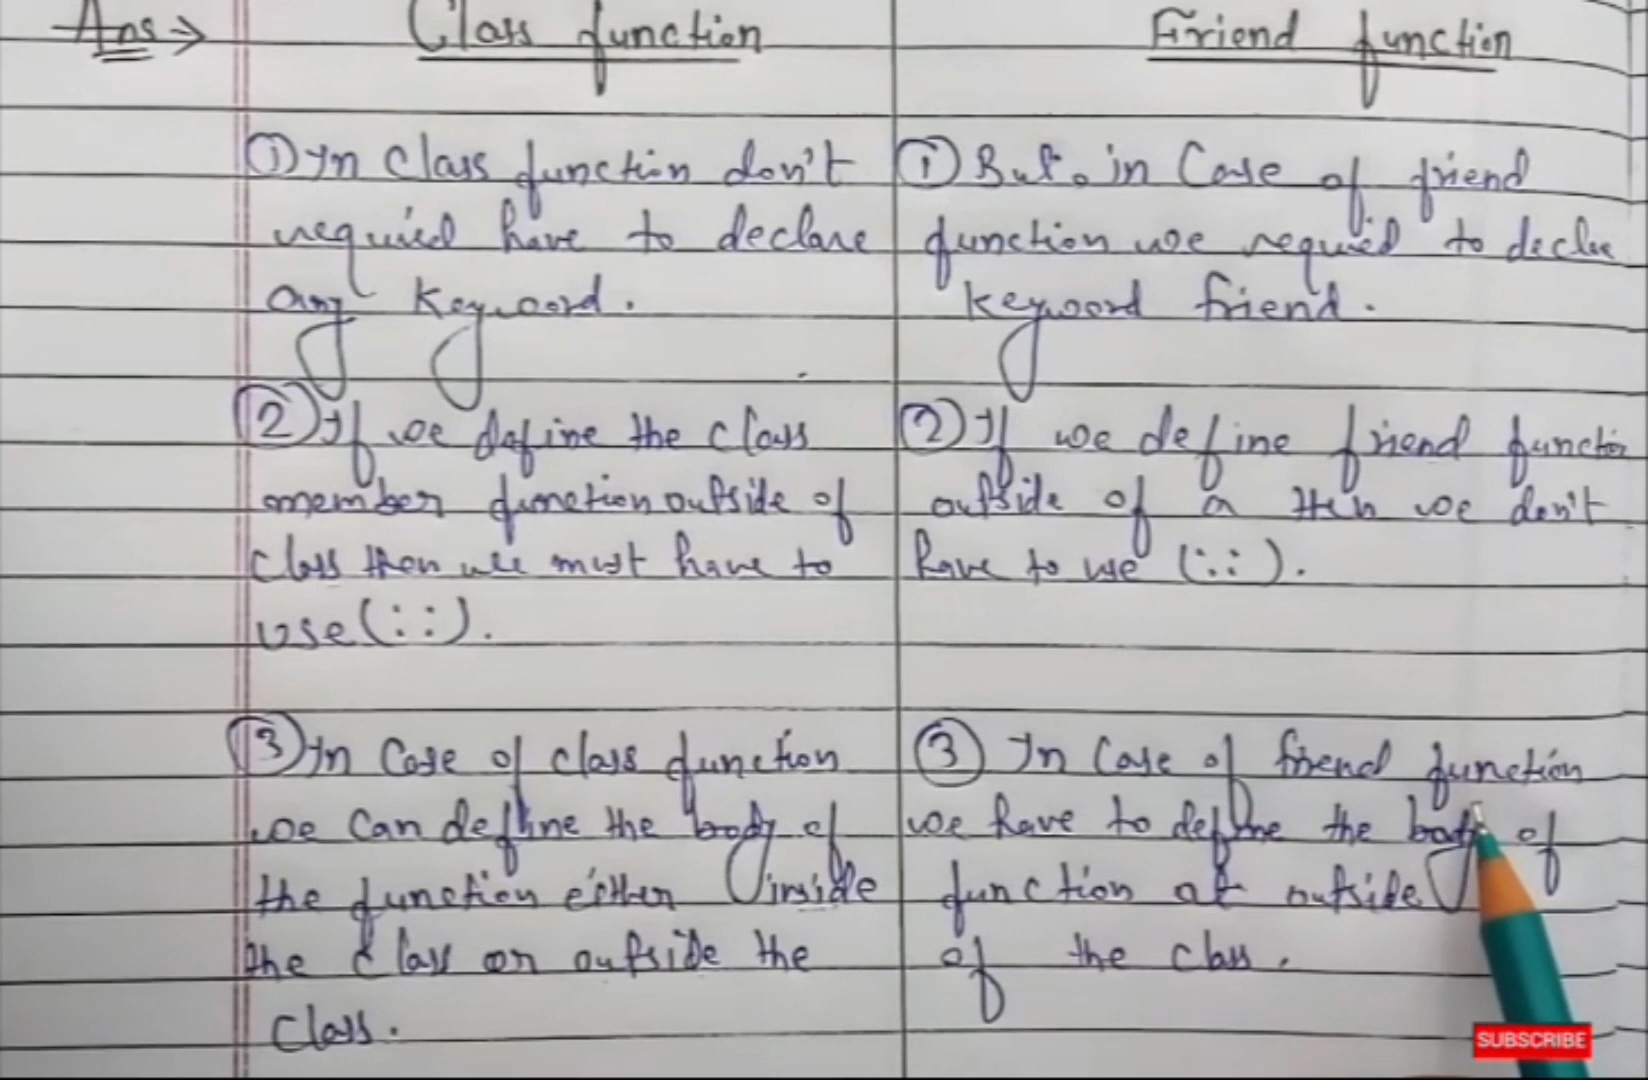 Ans → Class function
Friend function
① In Class function don't
required have to declare
any keyword.
② If we define the class
member function outside of
class then we must have to
use (::).
③ In Case of class function
we can define the body of
the function either inside
the class or outside the
Class.
① But in Case of friend
function we required to declare
keyword friend.
② If we define friend function
outside of a then we don't
have to use (::).
③ In Case of friend function
we have to define the body of
function at outside
of the class.
SUBSCRIBE